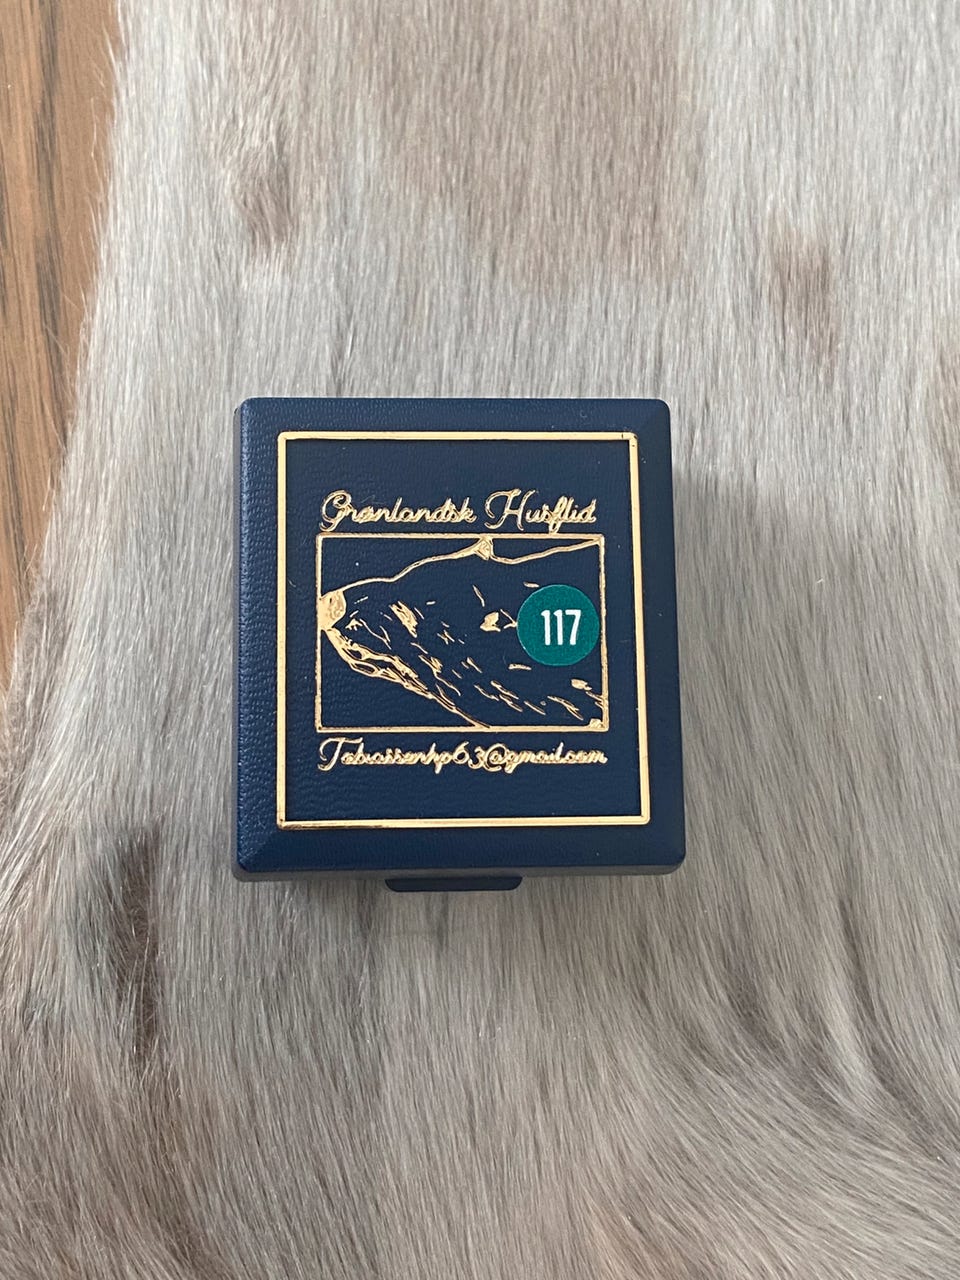 Grønlandsk Husflid
117
Tobiassenhp63@gmail.com